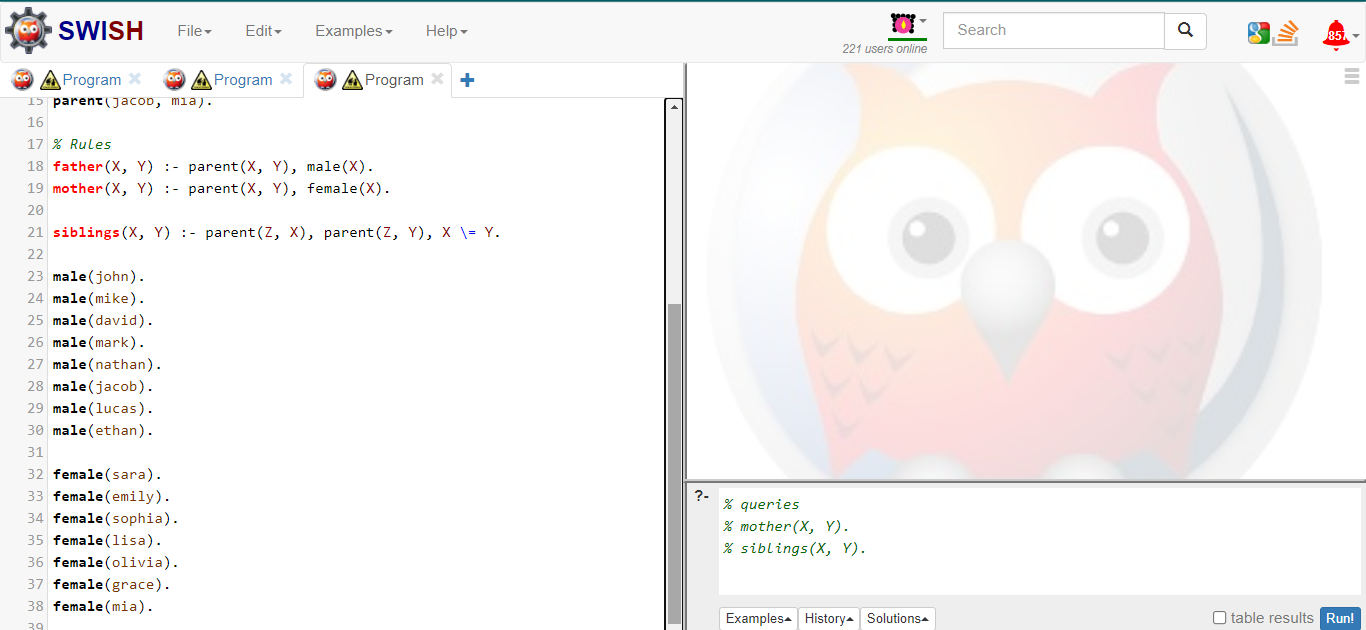 SWISH File Edit Examples Help 221 users online Search 857
Program Program Program
15 parent(jacob, mia).
16
17 % Rules
18 father(X, Y) :- parent(X, Y), male(X).
19 mother(X, Y) :- parent(X, Y), female(X).
20
21 siblings(X, Y) :- parent(Z, X), parent(Z, Y), X \= Y.
22
23 male(john).
24 male(mike).
25 male(david).
26 male(mark).
27 male(nathan).
28 male(jacob).
29 male(lucas).
30 male(ethan).
31
32 female(sara).
33 female(emily).
34 female(sophia).
35 female(lisa).
36 female(olivia).
37 female(grace).
38 female(mia).
39
?- % queries
% mother(X, Y).
% siblings(X, Y).
Examples History Solutions table results Run!